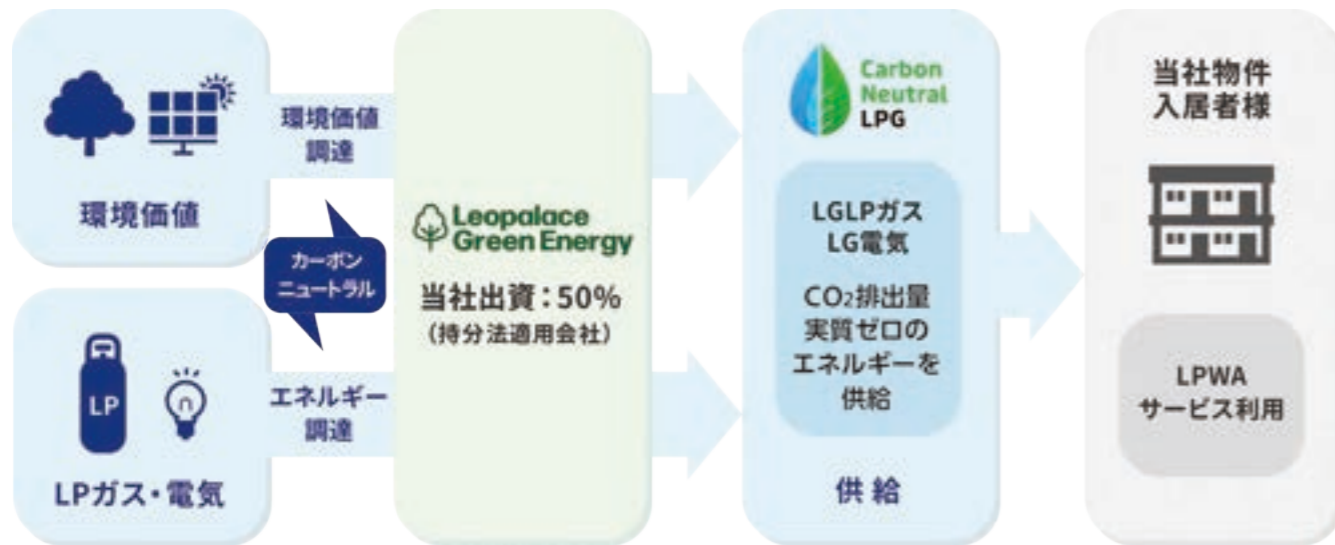 環境価値
環境価値
調達
カーボン
ニュートラル
LP
LPガス・電気
エネルギー
調達
Leopalace
Green Energy
当社出資：50%
（持分法適用会社）
Carbon
Neutral
LPG
LGLPガス
LG電気
CO2排出量
実質ゼロの
エネルギーを
供給
供給
当社物件
入居者様
LPWA
サービス利用